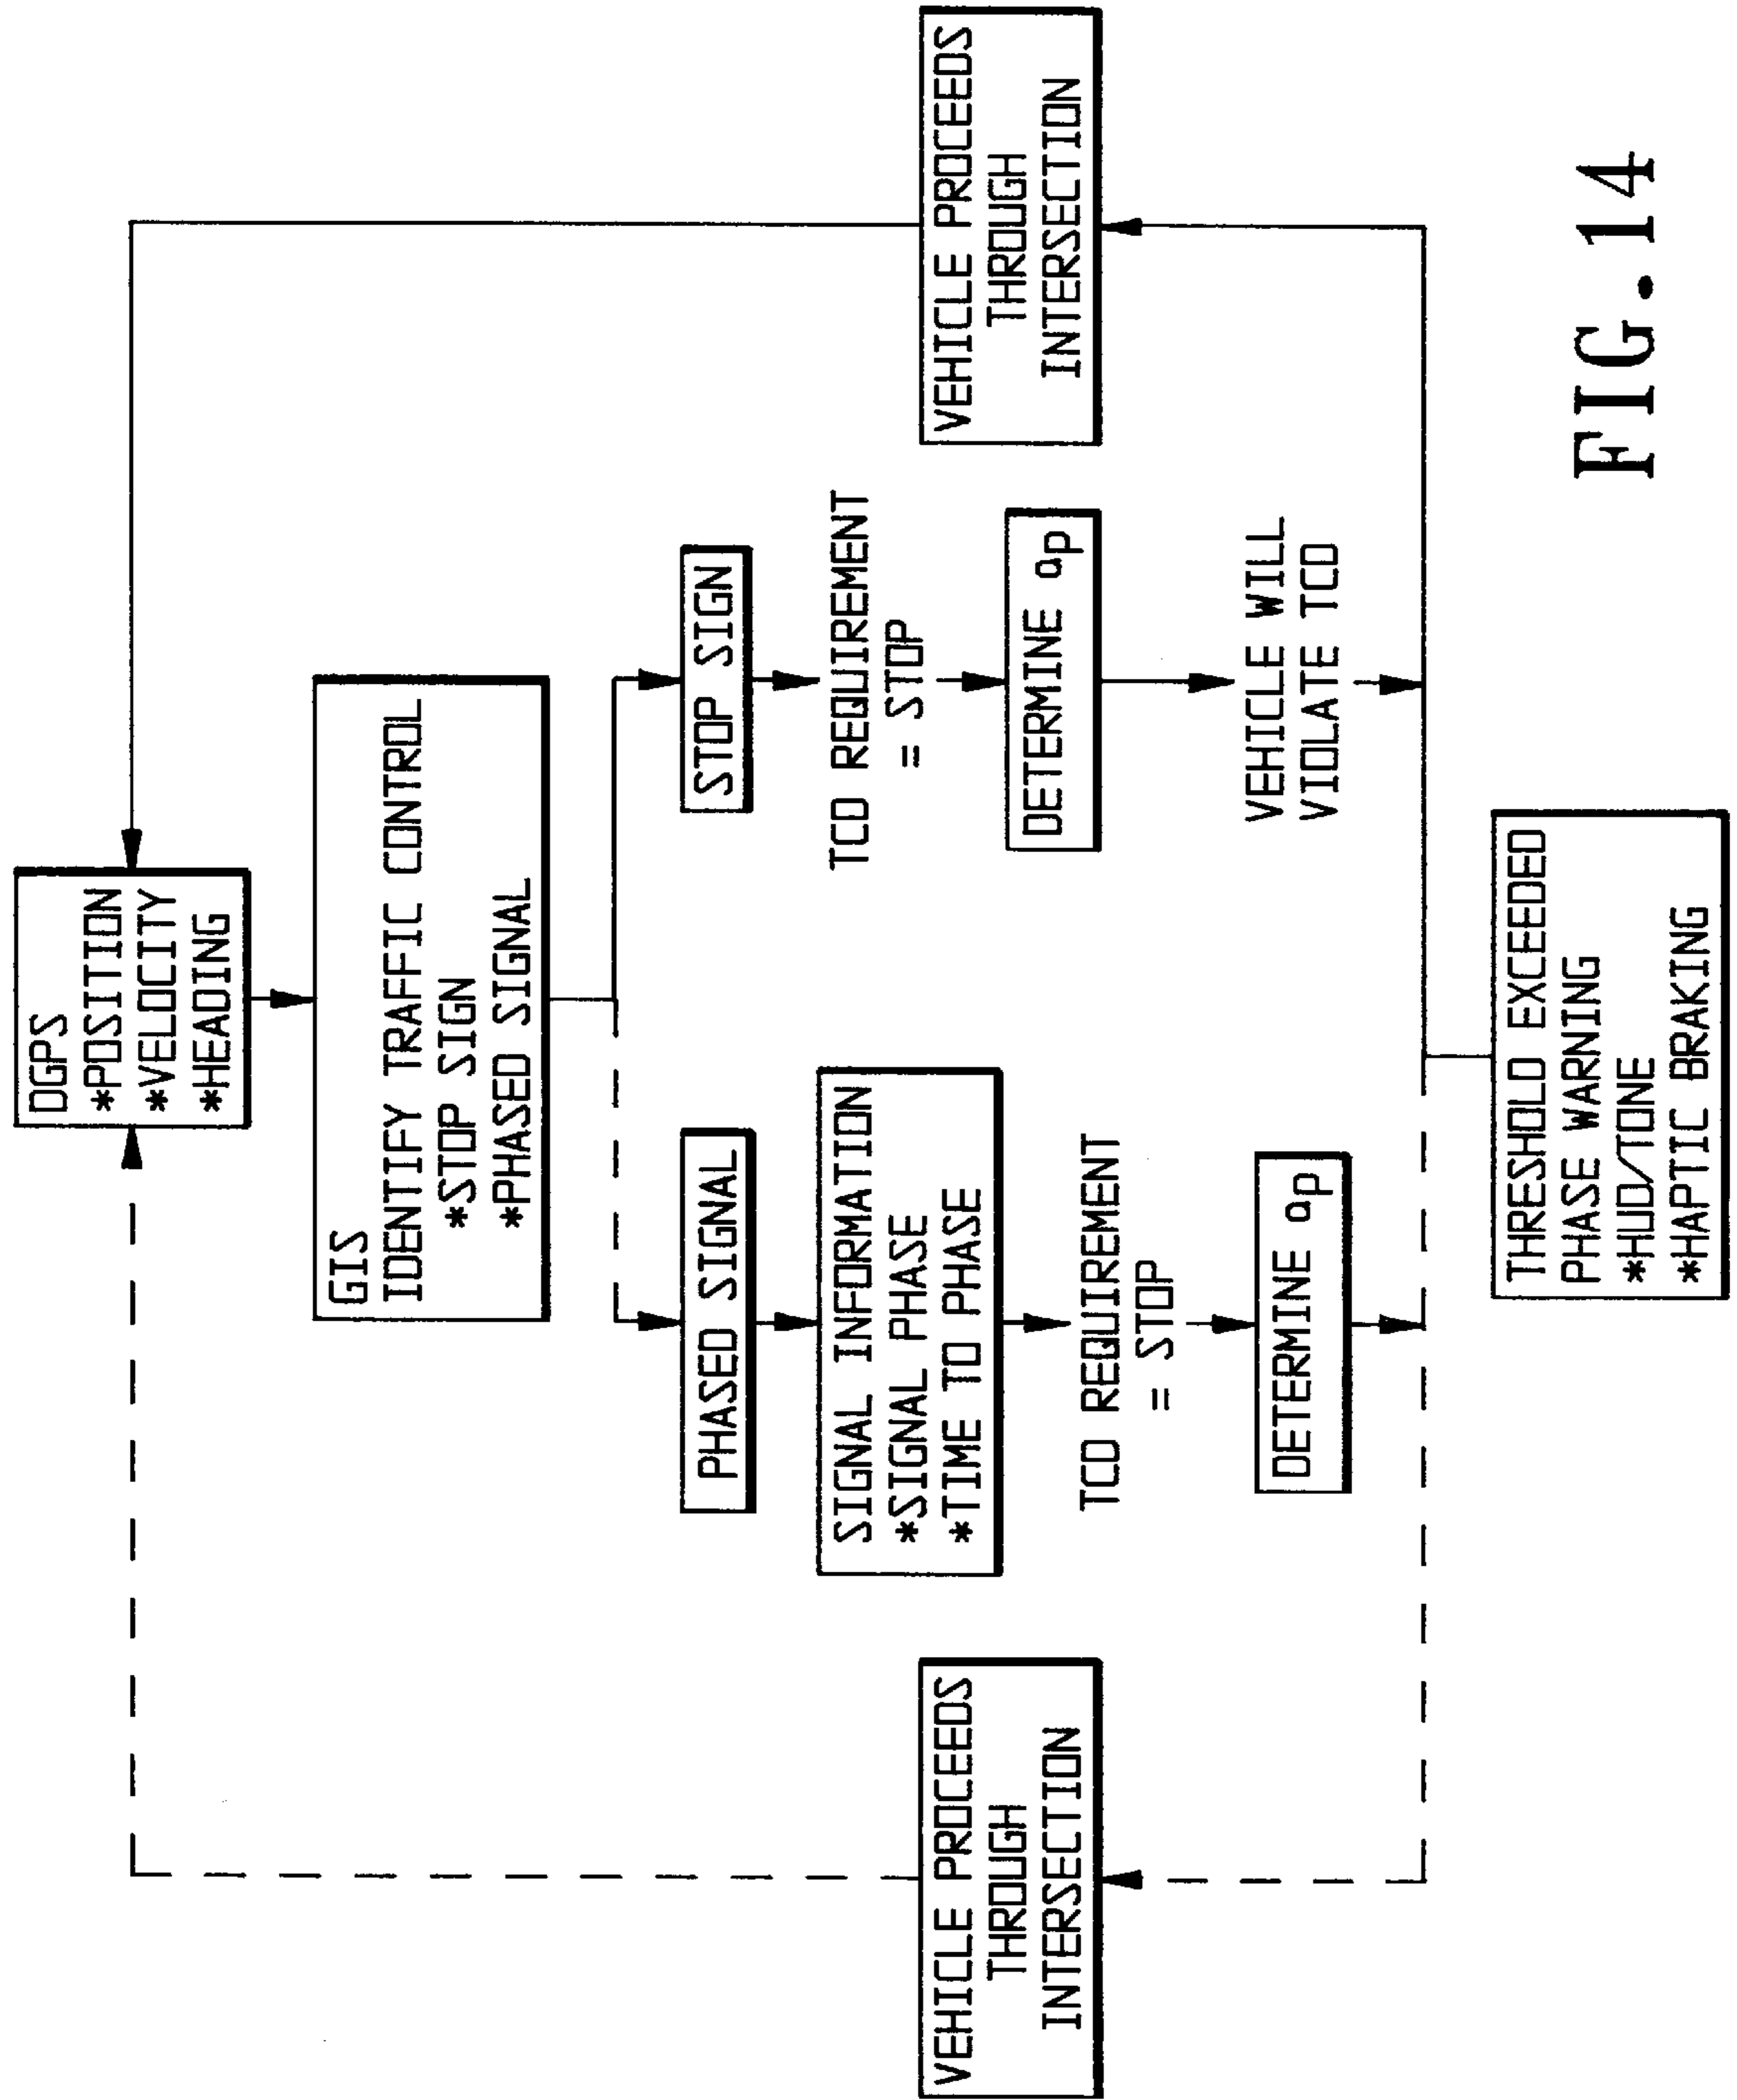 DGPS
*POSITION
*VELOCITY
*HEADING
GIS
IDENTIFY TRAFFIC CONTROL
*STOP SIGN
*PHASED SIGNAL
PHASED SIGNAL
SIGNAL INFORMATION
*SIGNAL PHASE
*TIME TO PHASE
TCD REQUIREMENT
= STOP
DETERMINE ap
STOP SIGN
TCD REQUIREMENT
= STOP
DETERMINE ap
VEHICLE WILL
VIOLATE TCD
VEHICLE PROCEEDS
THROUGH
INTERSECTION
VEHICLE PROCEEDS
THROUGH
INTERSECTION
THRESHOLD EXCEEDED
PHASE WARNING
*HUD/TONE
*HAPTIC BRAKING
FIG.14